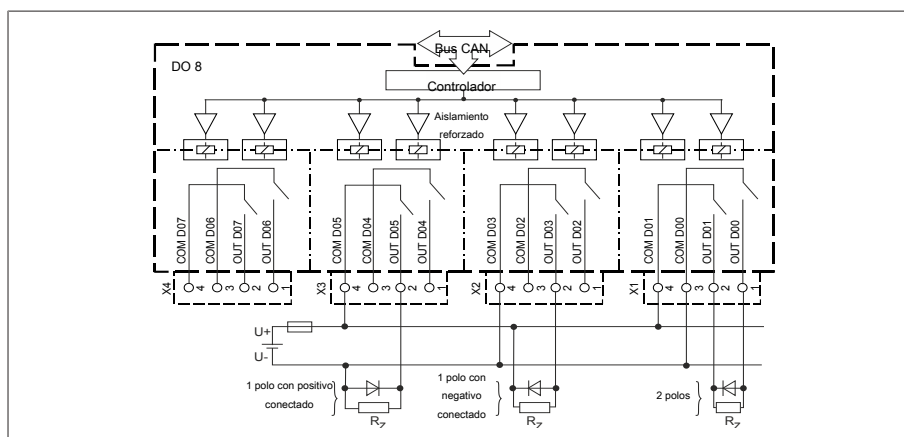 Bus CAN
DO 8
Controlador
Aislamiento
reforzado
COM D07
COM D06
OUT D07
OUT D06
COM D05
COM D04
OUT D05
OUT D04
COM D03
COM D02
OUT D03
OUT D02
COM D01
COM D00
OUT D01
OUT D00
X4
4
3
2
1
X3
4
3
2
1
X2
4
3
2
1
X1
4
3
2
1
U+
U-
1 polo con positivo
conectado
RZ
1 polo con
negativo
conectado
RZ
2 polos
RZ